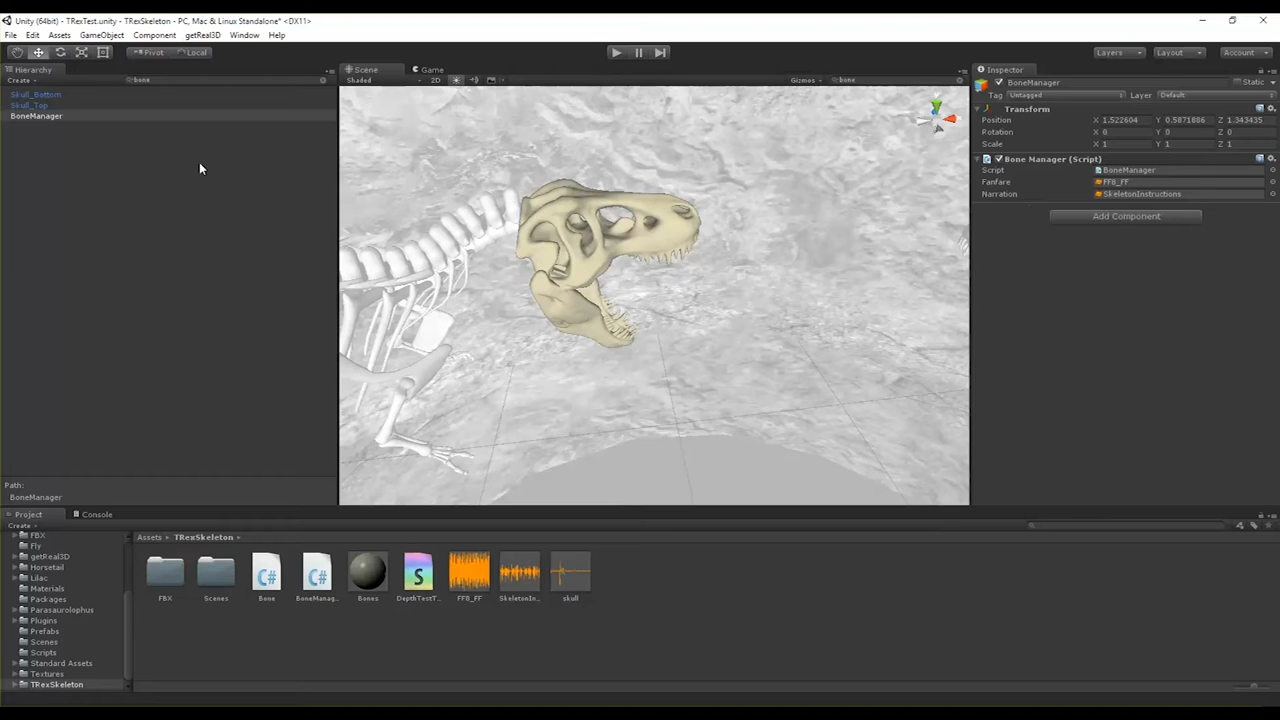 Unity (64bit) - TRexTest.unity - TRexSkeleton - PC, Mac & Linux Standalone* <DX11>
File Edit Assets GameObject Component getReal3D Window Help
Pivot Local Layers Layout Account
Hierarchy Scene Game Inspector
Create bone Shaded 2D Gizmos bone
BoneManager Static
Skull_Bottom
Skull_Top
BoneManager
Tag Untagged Layer Default
Transform
Position X 1.522604 Y 0.5871886 Z 1.343435
Rotation X 0 Y 0 Z 0
Scale X 1 Y 1 Z 1
Bone Manager (Script)
Script BoneManager
Fanfare FF8_FF
Narration SkeletonInstructions
Add Component
Path:
BoneManager
Project Console
Create
FBX
Fly
getReal3D
Horsetail
Lilac
Materials
Packages
Parasaurolophus
Plugins
Prefabs
Scenes
Scripts
Standard Assets
Textures
TRexSkeleton
Assets TRexSkeleton
FBX Scenes Bone BoneManag... Bones DepthTestT... FF8_FF SkeletonIn... skull